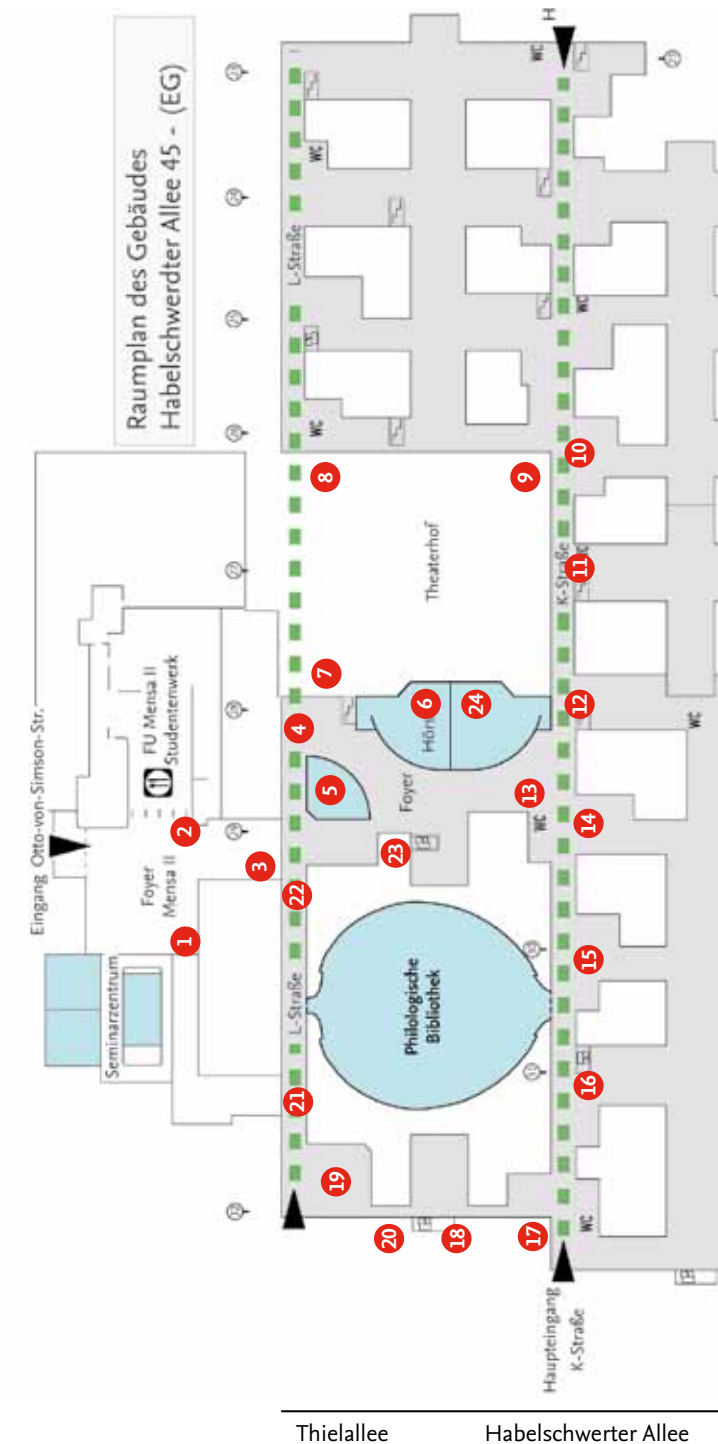 Raumplan des Gebäudes
Habelschwerdter Allee 45 - (EG)
Eingang Otto-von-Simson-Str.
FU Mensa II
Studentenwerk
Foyer
Mensa II
Seminarzentrum
L-Straße
L-Straße
Theaterhof
Hör
Foyer
Philologische
Bibliothek
K-Straße
Haupteingang
K-Straße
H
WC
WC
WC
WC
WC
WC
WC
WC
1
2
3
4
5
6
7
8
9
10
11
12
13
14
15
16
17
18
19
20
21
22
23
24
Thielallee
Habelschwerter Allee